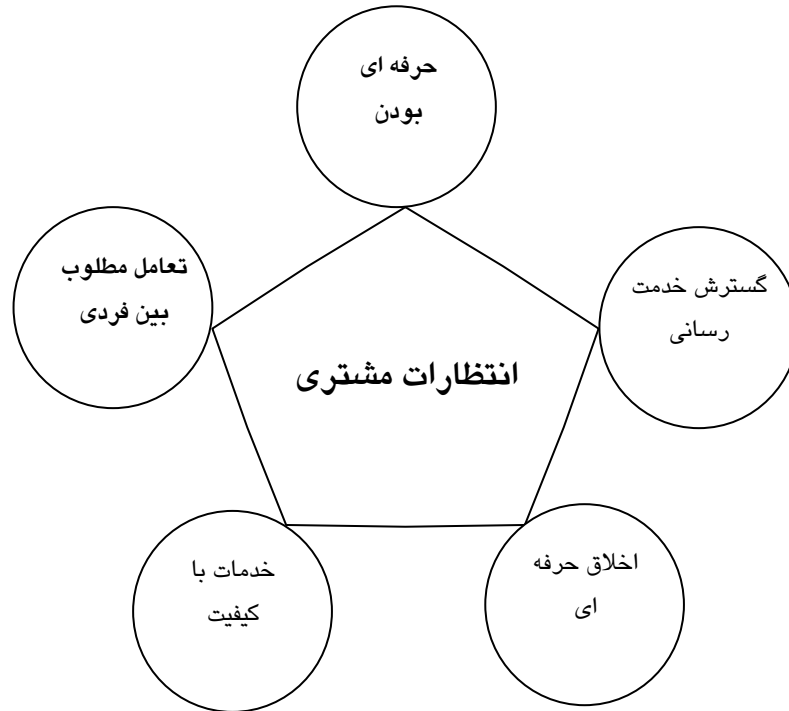 حرفه ای
بودن
تعامل مطلوب
بین فردی
گسترش خدمت
رسانی
انتظارات مشتری
خدمات با
کیفیت
اخلاق حرفه
ای